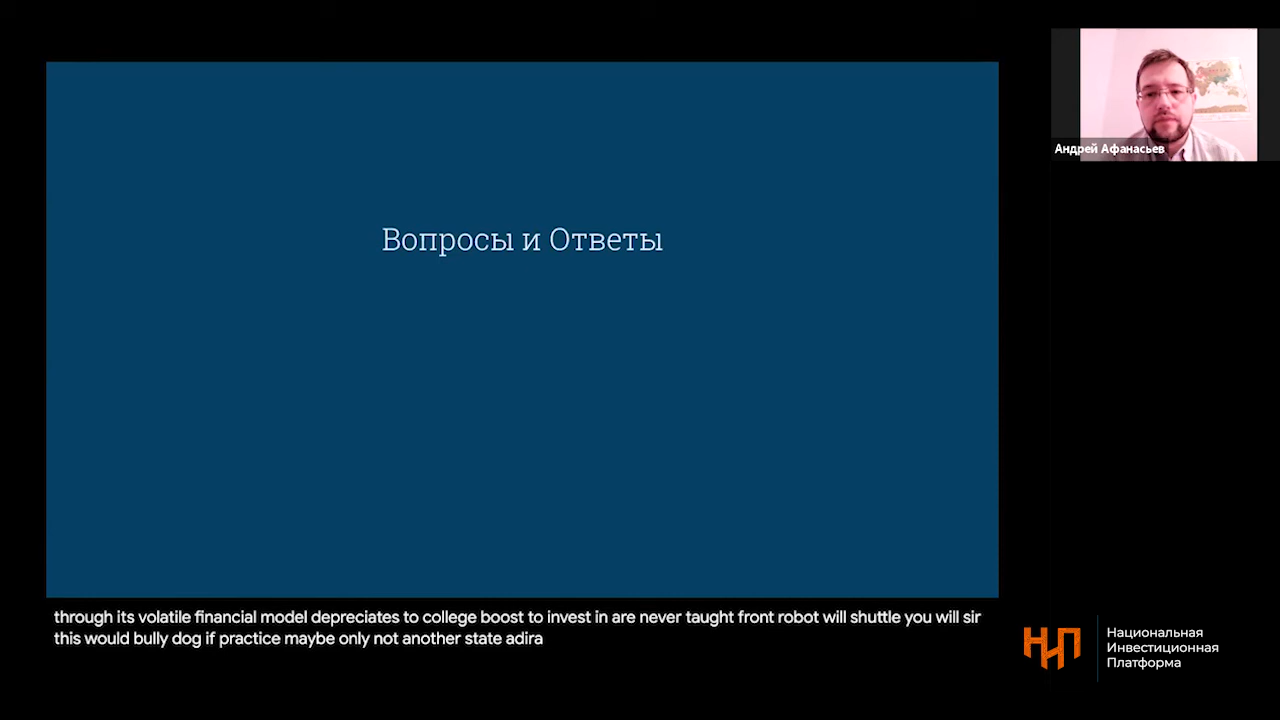 Андрей Афанасьев
Вопросы и Ответы
through its volatile financial model depreciates to college boost to invest in are never taught front robot will shuttle you will sir
this would bully dog if practice maybe only not another state adira
НИП
Национальная
Инвестиционная
Платформа